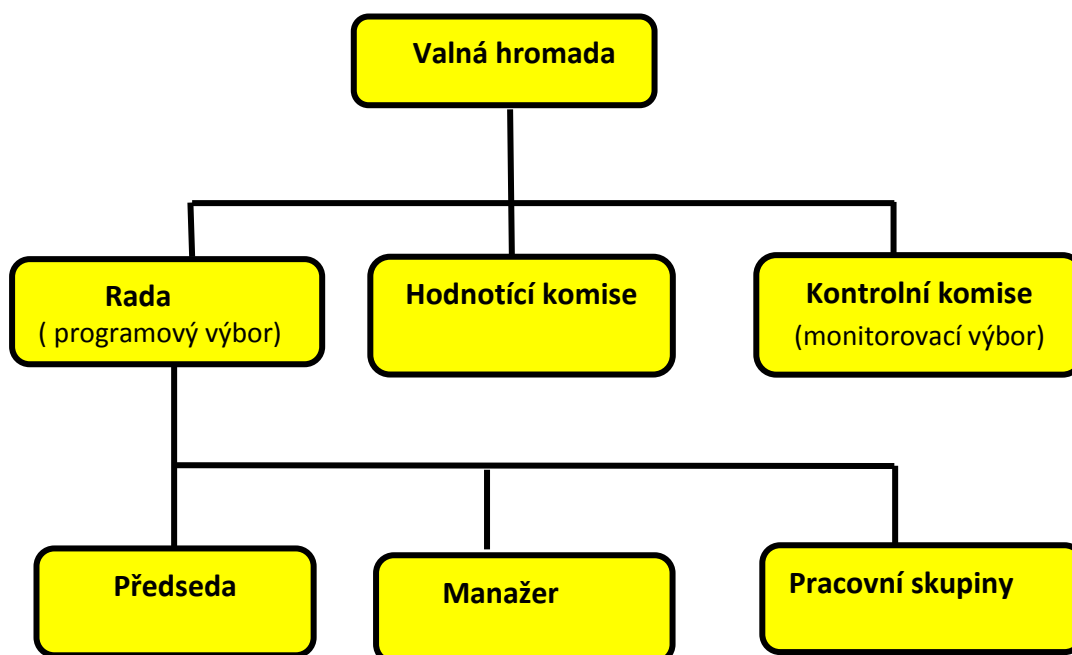 Valná hromada
Rada
( programový výbor)
Hodnotící komise
Kontrolní komise
(monitorovací výbor)
Předseda
Manažer
Pracovní skupiny